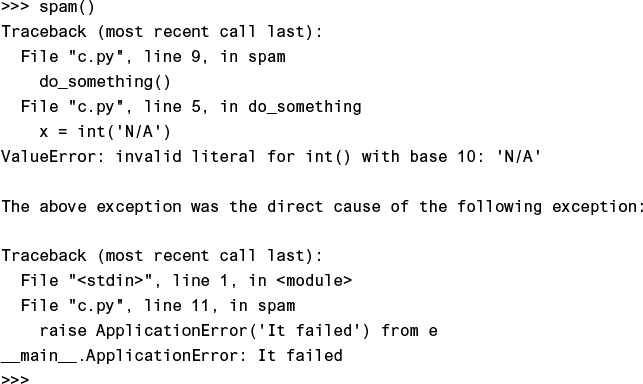 >>> spam()
Traceback (most recent call last):
  File "c.py", line 9, in spam
    do_something()
  File "c.py", line 5, in do_something
    x = int('N/A')
ValueError: invalid literal for int() with base 10: 'N/A'

The above exception was the direct cause of the following exception:

Traceback (most recent call last):
  File "<stdin>", line 1, in <module>
  File "c.py", line 11, in spam
    raise ApplicationError('It failed') from e
__main__.ApplicationError: It failed
>>>